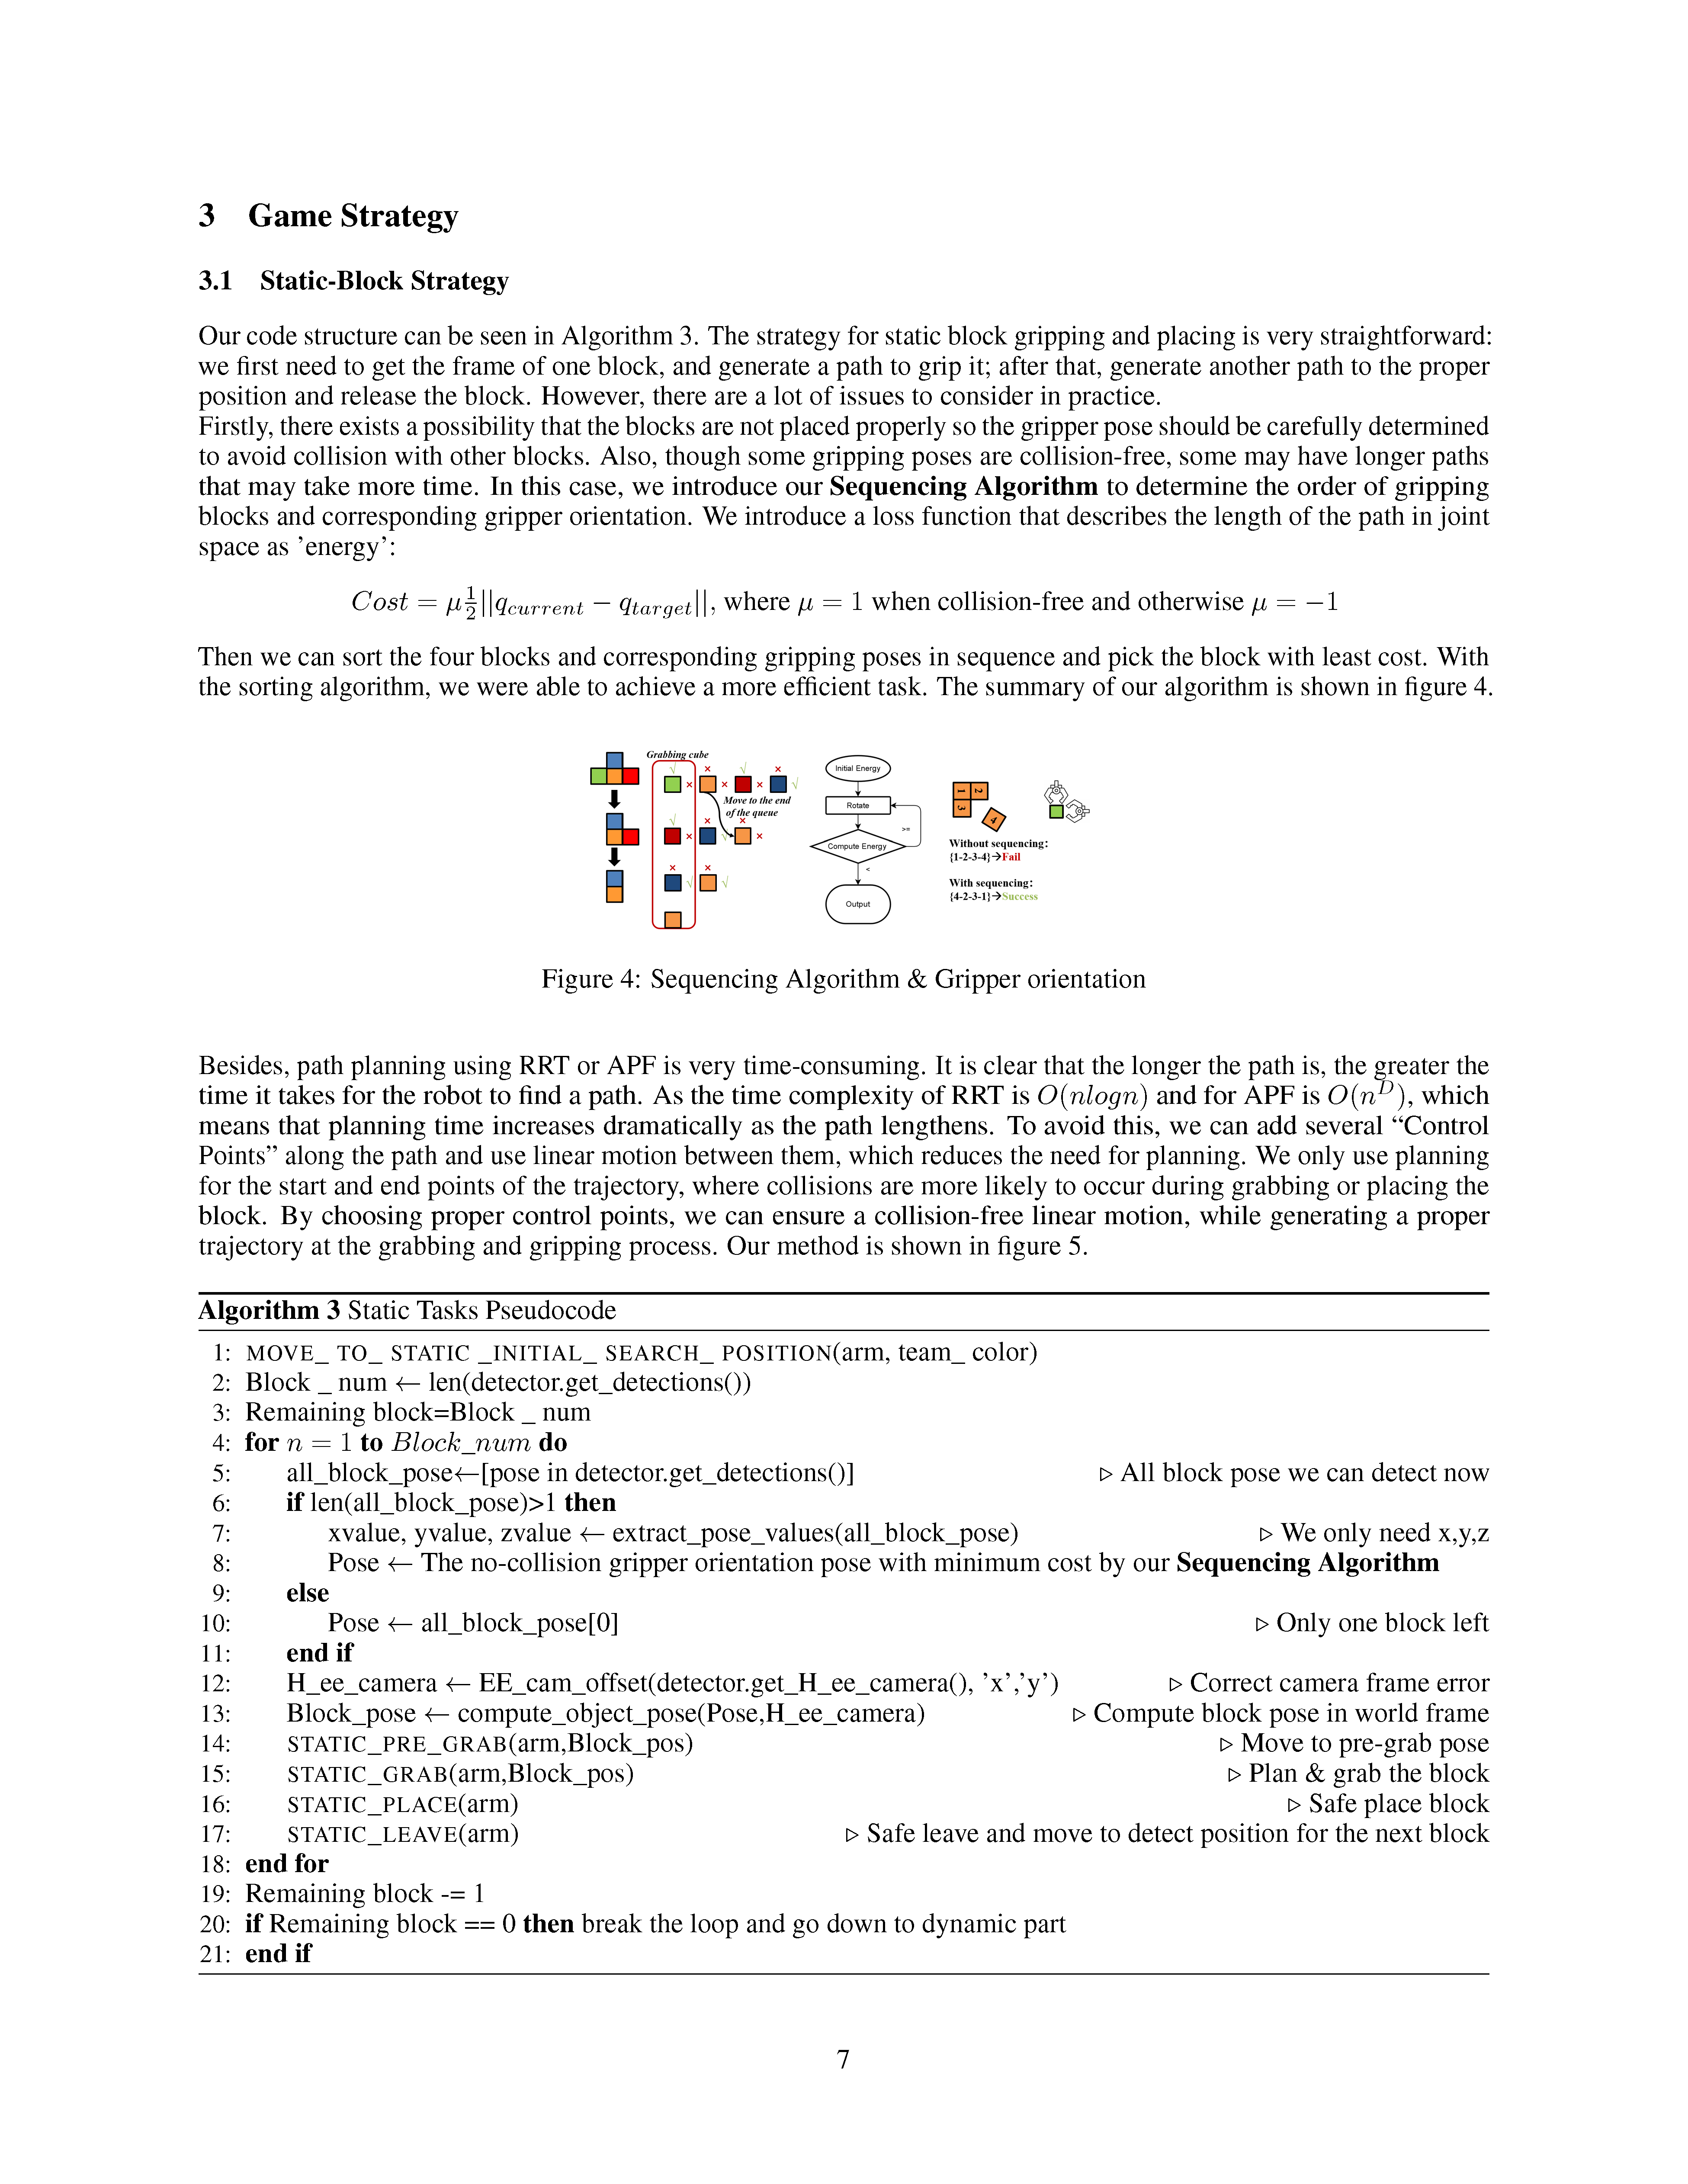 3 Game Strategy
3.1 Static-Block Strategy
Our code structure can be seen in Algorithm 3. The strategy for static block gripping and placing is very straightforward:
we first need to get the frame of one block, and generate a path to grip it; after that, generate another path to the proper
position and release the block. However, there are a lot of issues to consider in practice.
Firstly, there exists a possibility that the blocks are not placed properly so the gripper pose should be carefully determined
to avoid collision with other blocks. Also, though some gripping poses are collision-free, some may have longer paths
that may take more time. In this case, we introduce our Sequencing Algorithm to determine the order of gripping
blocks and corresponding gripper orientation. We introduce a loss function that describes the length of the path in joint
space as ’energy’:
Cost = μ½||q_current − q_target||, where μ = 1 when collision-free and otherwise μ = −1
Then we can sort the four blocks and corresponding gripping poses in sequence and pick the block with least cost. With
the sorting algorithm, we were able to achieve a more efficient task. The summary of our algorithm is shown in figure 4.
Grabbing cube
Move to the end
of the queue
Initial Energy
Rotate
>=
Compute Energy
<
Output
1 2
3
4
Without sequencing:
{1-2-3-4}→Fail
With sequencing:
{4-2-3-1}→Success
Figure 4: Sequencing Algorithm & Gripper orientation
Besides, path planning using RRT or APF is very time-consuming. It is clear that the longer the path is, the greater the
time it takes for the robot to find a path. As the time complexity of RRT is O(nlogn) and for APF is O(n^D), which
means that planning time increases dramatically as the path lengthens. To avoid this, we can add several “Control
Points” along the path and use linear motion between them, which reduces the need for planning. We only use planning
for the start and end points of the trajectory, where collisions are more likely to occur during grabbing or placing the
block. By choosing proper control points, we can ensure a collision-free linear motion, while generating a proper
trajectory at the grabbing and gripping process. Our method is shown in figure 5.
Algorithm 3 Static Tasks Pseudocode
1: MOVE_ TO_ STATIC _INITIAL_ SEARCH_ POSITION(arm, team_ color)
2: Block _ num ← len(detector.get_detections())
3: Remaining block=Block _ num
4: for n = 1 to Block_num do
5: all_block_pose←[pose in detector.get_detections()] ▷ All block pose we can detect now
6: if len(all_block_pose)>1 then
7: xvalue, yvalue, zvalue ← extract_pose_values(all_block_pose) ▷ We only need x,y,z
8: Pose ← The no-collision gripper orientation pose with minimum cost by our Sequencing Algorithm
9: else
10: Pose ← all_block_pose[0] ▷ Only one block left
11: end if
12: H_ee_camera ← EE_cam_offset(detector.get_H_ee_camera(), ’x’,’y’) ▷ Correct camera frame error
13: Block_pose ← compute_object_pose(Pose,H_ee_camera) ▷ Compute block pose in world frame
14: STATIC_PRE_GRAB(arm,Block_pos) ▷ Move to pre-grab pose
15: STATIC_GRAB(arm,Block_pos) ▷ Plan & grab the block
16: STATIC_PLACE(arm) ▷ Safe place block
17: STATIC_LEAVE(arm) ▷ Safe leave and move to detect position for the next block
18: end for
19: Remaining block -= 1
20: if Remaining block == 0 then break the loop and go down to dynamic part
21: end if
7